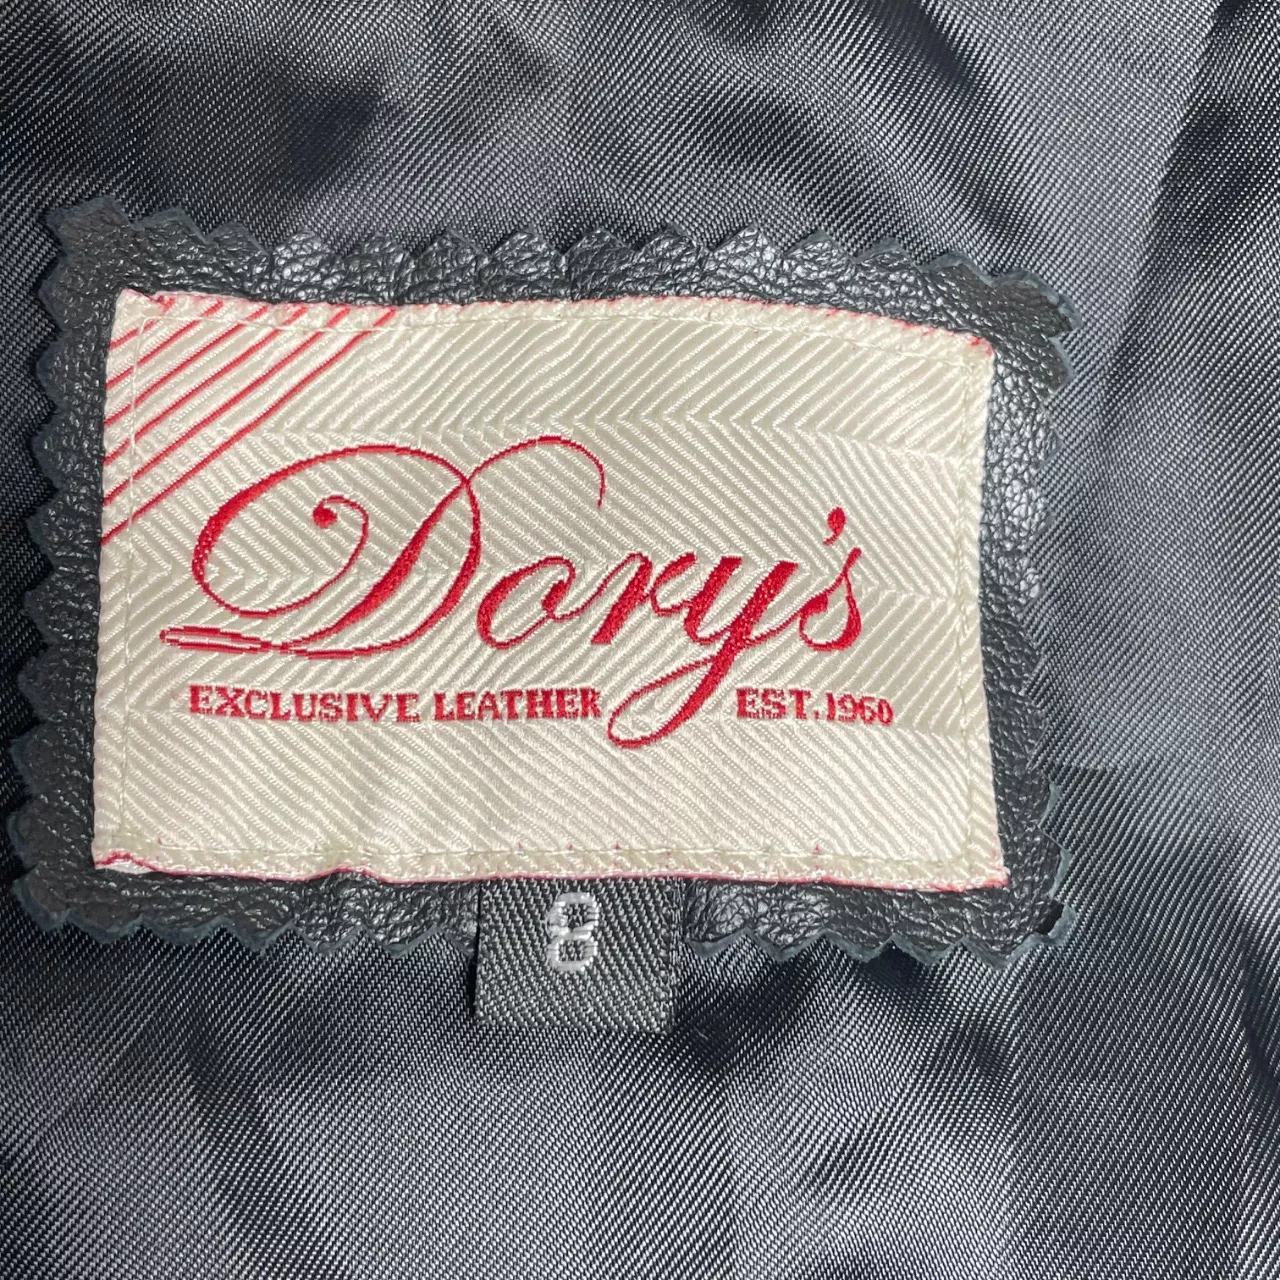 Dory's
EXCLUSIVE LEATHER EST. 1960
8